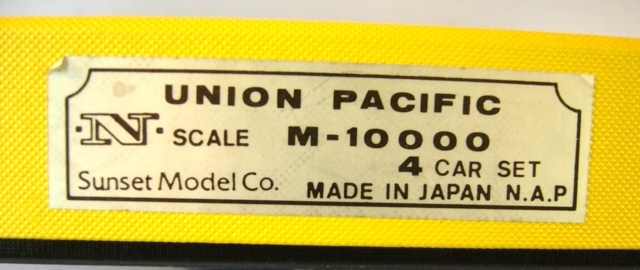 UNION PACIFIC
·N· SCALE M-10000
4 CAR SET
Sunset Model Co. MADE IN JAPAN N.A.P